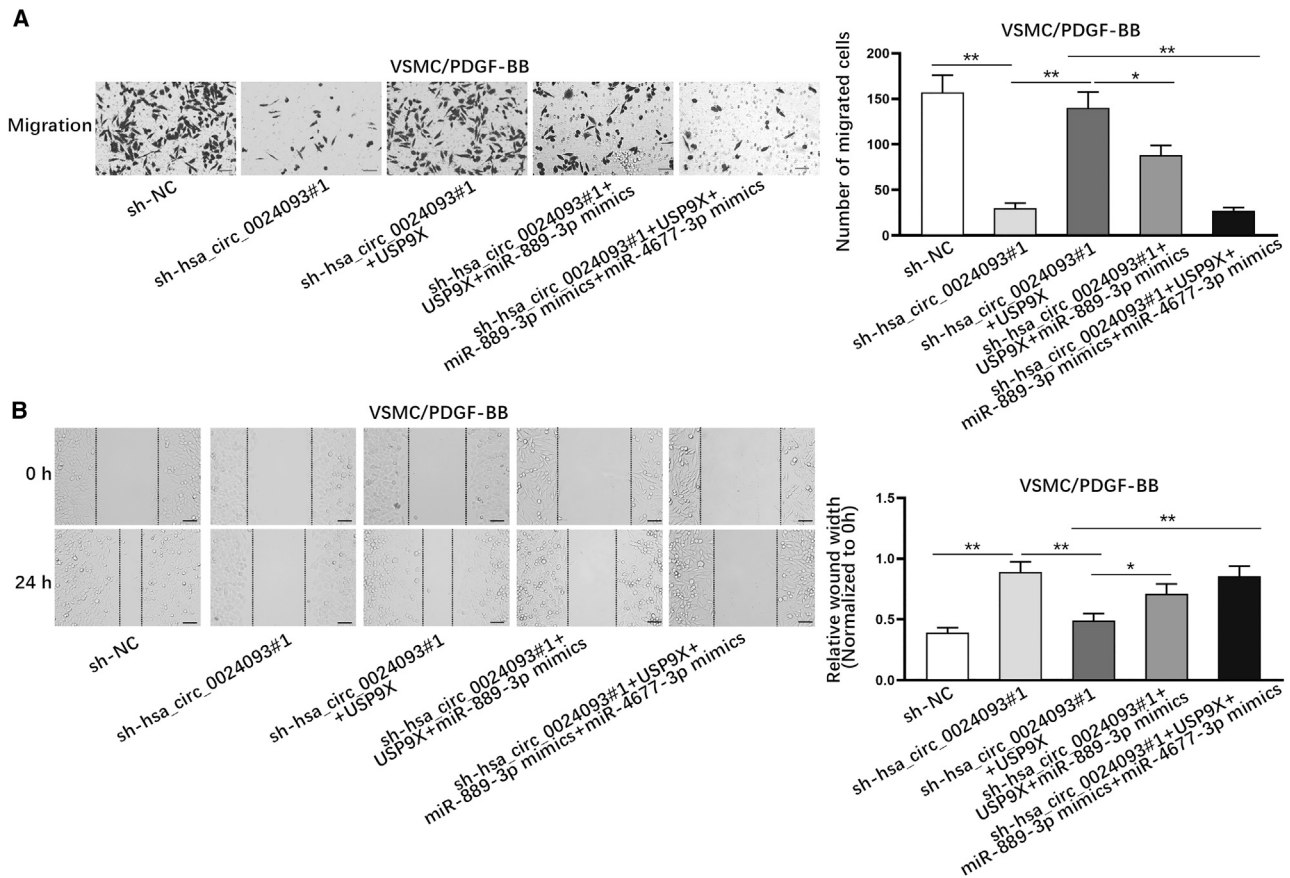 A
VSMC/PDGF-BB
Migration
sh-NC
sh-hsa_circ_0024093#1
sh-hsa_circ_0024093#1
+USP9X
sh-hsa_circ_0024093#1+
USP9X+miR-889-3p mimics
sh-hsa_circ_0024093#1+USP9X+
miR-889-3p mimics+miR-4677-3p mimics
VSMC/PDGF-BB
Number of migrated cells
200
150
100
50
0
**
**
**
*
sh-NC
sh-hsa_circ_0024093#1
sh-hsa_circ_0024093#1
+USP9X
sh-hsa_circ_0024093#1+
USP9X+miR-889-3p mimics
sh-hsa_circ_0024093#1+USP9X+
miR-889-3p mimics+miR-4677-3p mimics
B
VSMC/PDGF-BB
0 h
24 h
sh-NC
sh-hsa_circ_0024093#1
sh-hsa_circ_0024093#1
+USP9X
sh-hsa_circ_0024093#1+
USP9X+miR-889-3p mimics
sh-hsa_circ_0024093#1+USP9X+
miR-889-3p mimics+miR-4677-3p mimics
VSMC/PDGF-BB
Relative wound width
(Normalized to 0h)
1.5
1.0
0.5
0.0
**
**
**
*
sh-NC
sh-hsa_circ_0024093#1
sh-hsa_circ_0024093#1
+USP9X
sh-hsa_circ_0024093#1+
USP9X+miR-889-3p mimics
sh-hsa_circ_0024093#1+USP9X+
miR-889-3p mimics+miR-4677-3p mimics